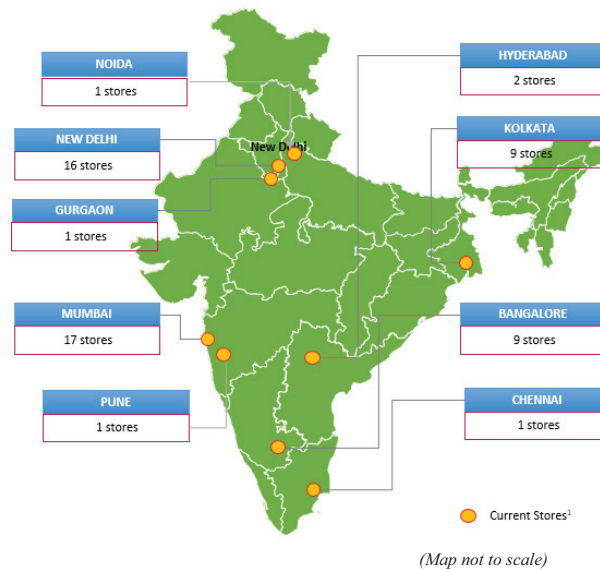 NOIDA
1 stores
HYDERABAD
2 stores
NEW DELHI
16 stores
New Delhi
KOLKATA
9 stores
GURGAON
1 stores
MUMBAI
17 stores
BANGALORE
9 stores
PUNE
1 stores
CHENNAI
1 stores
Current Stores¹
(Map not to scale)